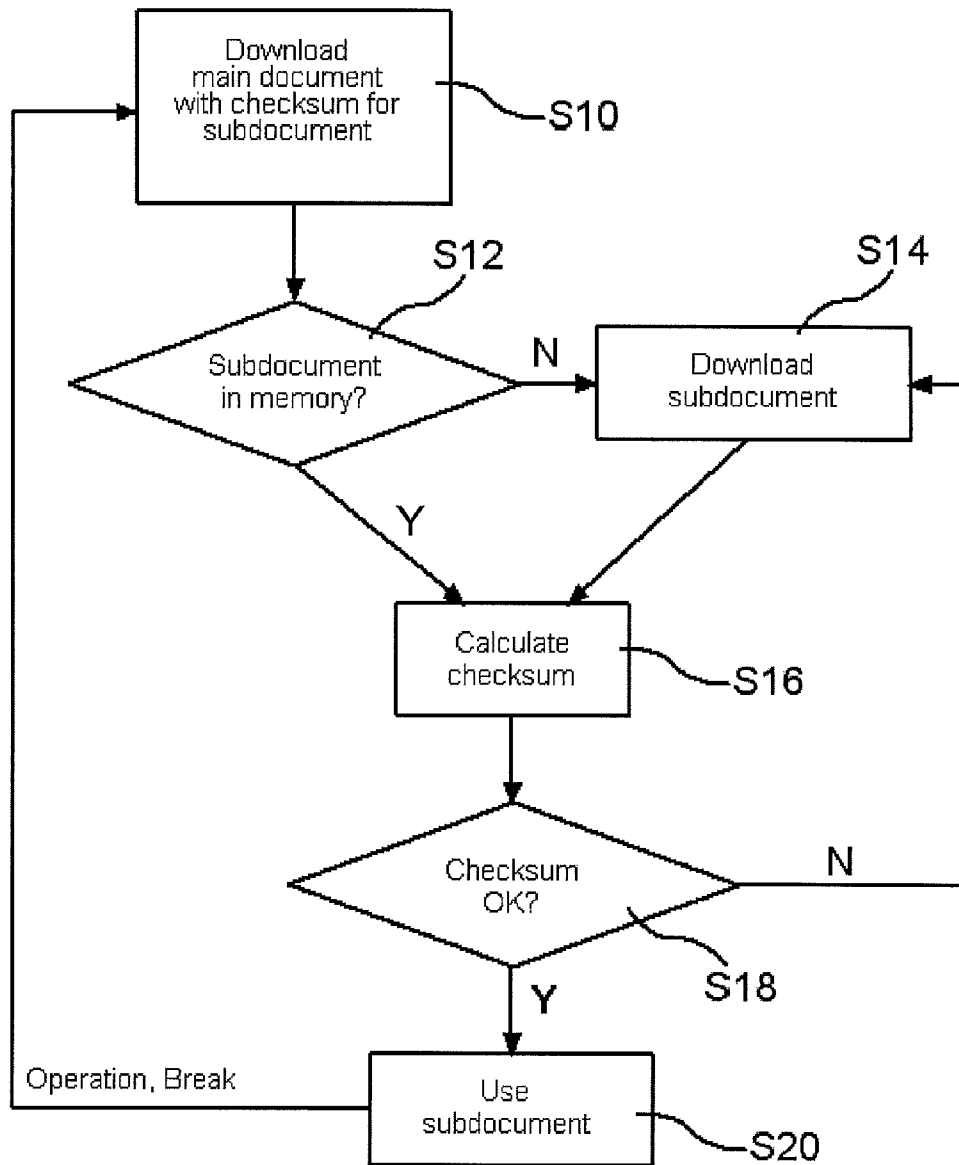 Download
main document
with checksum for
subdocument
S10
S12
Subdocument
in memory?
N
S14
Download
subdocument
Y
Calculate
checksum
S16
Checksum
OK?
N
S18
Y
Operation, Break
Use
subdocument
S20